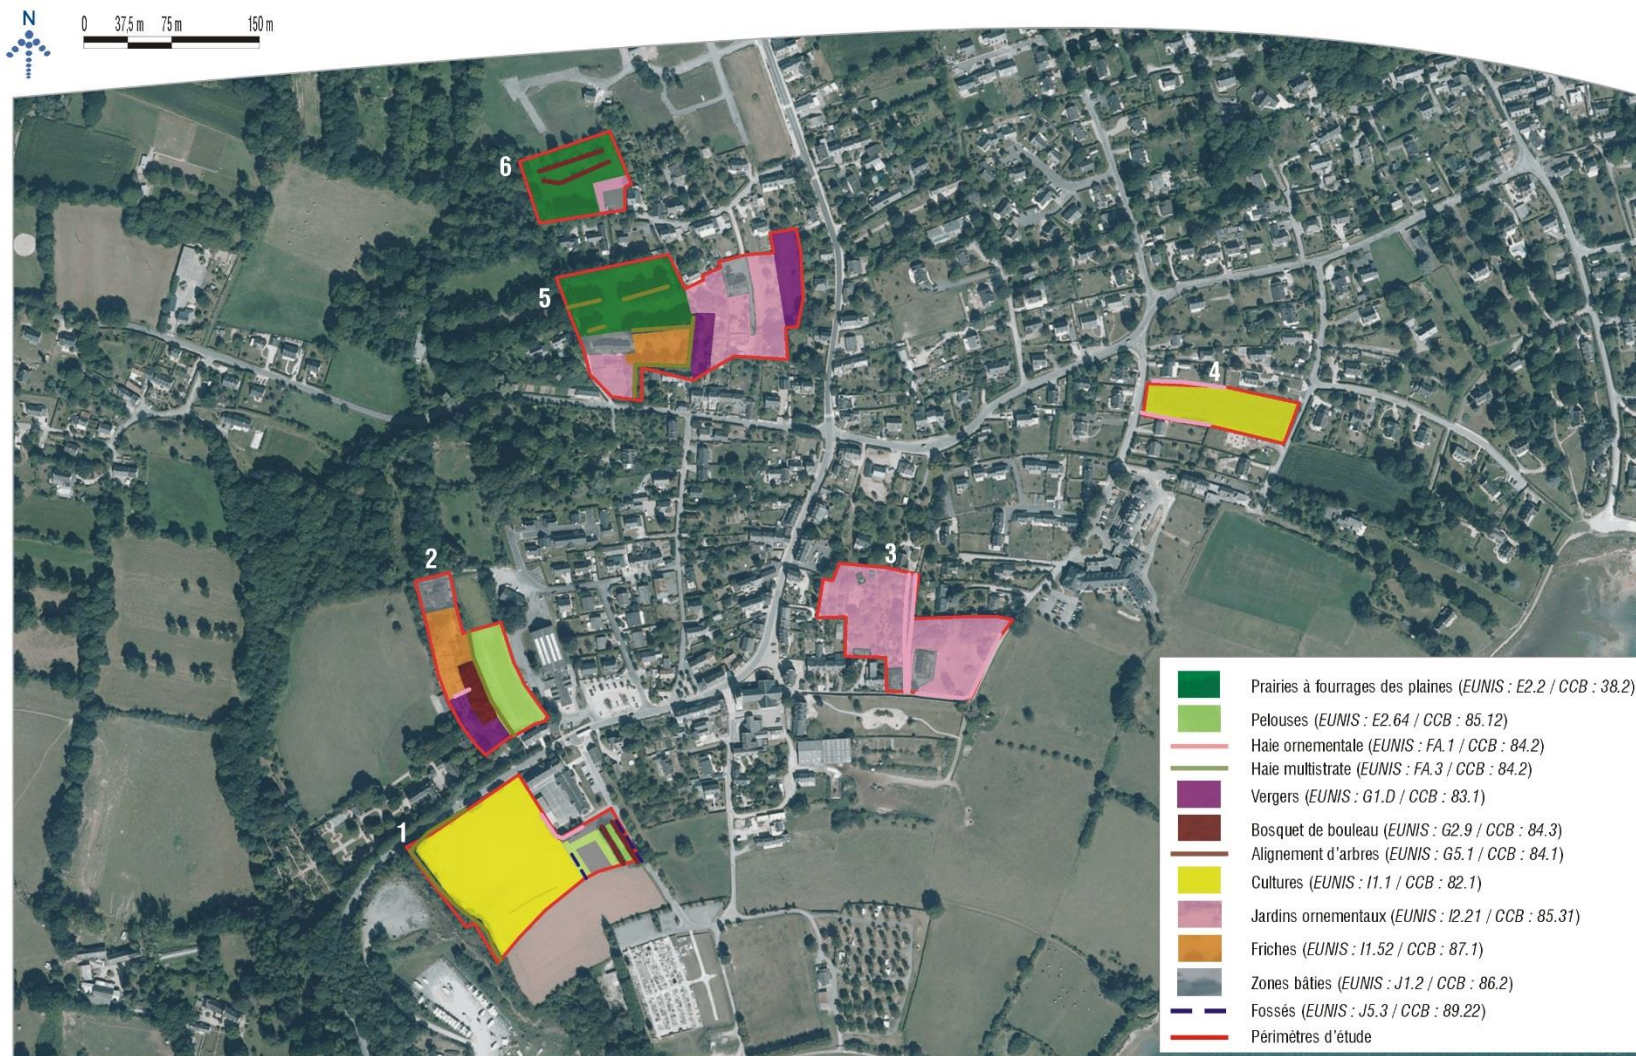 N
0 37,5 m 75 m 150 m
6
5
4
3
2
1
Prairies à fourrages des plaines (EUNIS : E2.2 / CCB : 38.2)
Pelouses (EUNIS : E2.64 / CCB : 85.12)
Haie ornementale (EUNIS : FA.1 / CCB : 84.2)
Haie multistrate (EUNIS : FA.3 / CCB : 84.2)
Vergers (EUNIS : G1.D / CCB : 83.1)
Bosquet de bouleau (EUNIS : G2.9 / CCB : 84.3)
Alignement d'arbres (EUNIS : G5.1 / CCB : 84.1)
Cultures (EUNIS : I1.1 / CCB : 82.1)
Jardins ornementaux (EUNIS : I2.21 / CCB : 85.31)
Friches (EUNIS : I1.52 / CCB : 87.1)
Zones bâties (EUNIS : J1.2 / CCB : 86.2)
Fossés (EUNIS : J5.3 / CCB : 89.22)
Périmètres d'étude